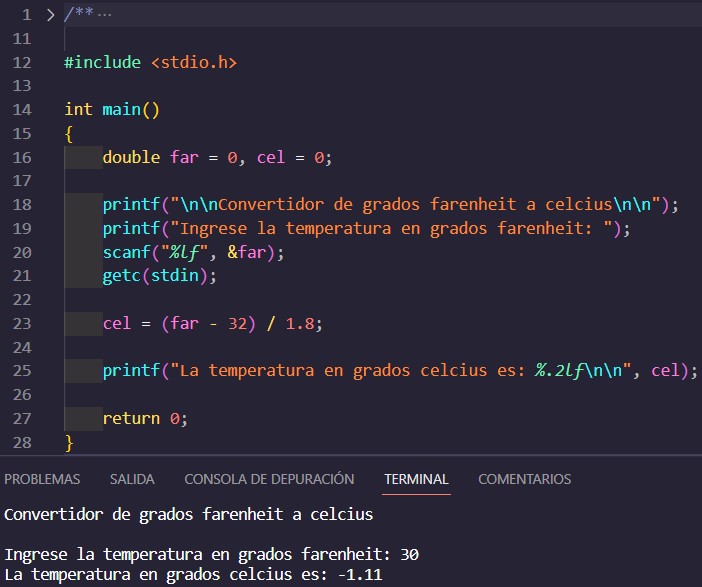 1 > /** ...
11
12 #include <stdio.h>
13
14 int main()
15 {
16     double far = 0, cel = 0;
17
18     printf("\n\nConvertidor de grados farenheit a celcius\n\n");
19     printf("Ingrese la temperatura en grados farenheit: ");
20     scanf("%lf", &far);
21     getc(stdin);
22
23     cel = (far - 32) / 1.8;
24
25     printf("La temperatura en grados celcius es: %.2lf\n\n", cel);
26
27     return 0;
28 }
PROBLEMAS SALIDA CONSOLA DE DEPURACIÓN TERMINAL COMENTARIOS
Convertidor de grados farenheit a celcius
Ingrese la temperatura en grados farenheit: 30
La temperatura en grados celcius es: -1.11